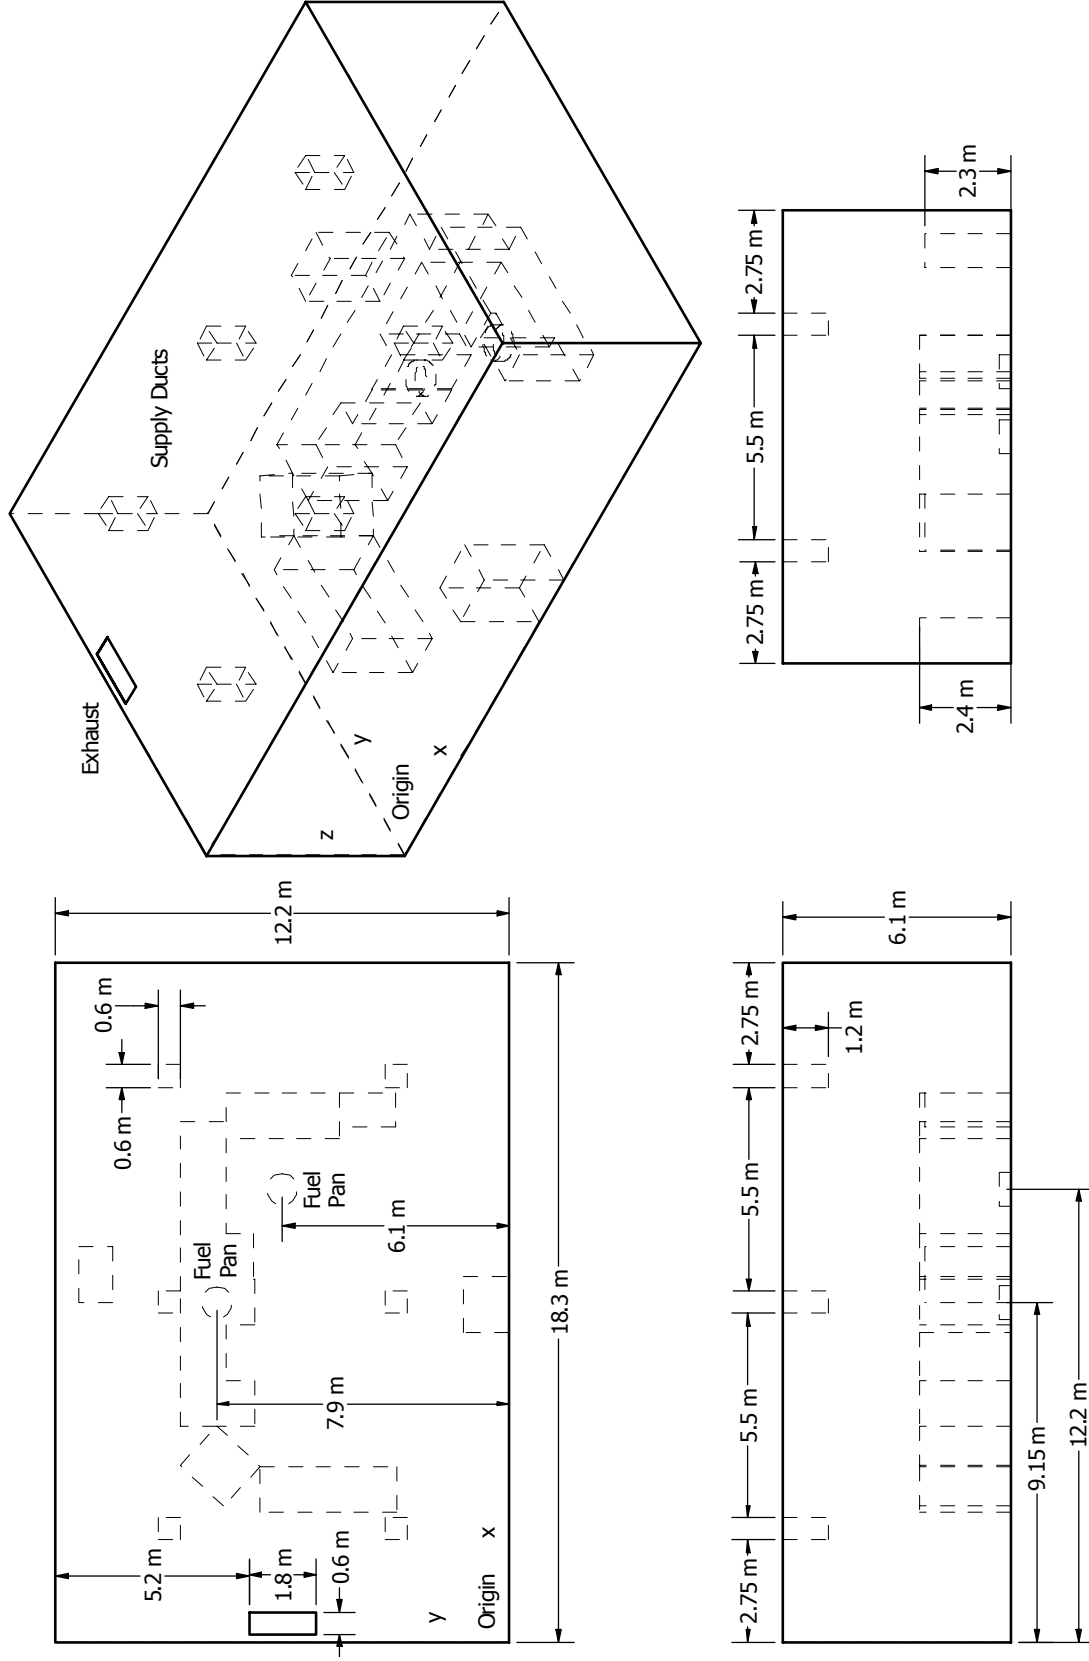 5.2 m
1.8 m
0.6 m
7.9 m
Fuel
Pan
0.6 m
0.6 m
12.2 m
Fuel
Pan
6.1 m
y
Origin
x
18.3 m
Exhaust
Supply Ducts
z
y
Origin
x
2.75 m
5.5 m
5.5 m
2.75 m
1.2 m
6.1 m
9.15 m
12.2 m
2.75 m
5.5 m
2.75 m
2.4 m
2.3 m